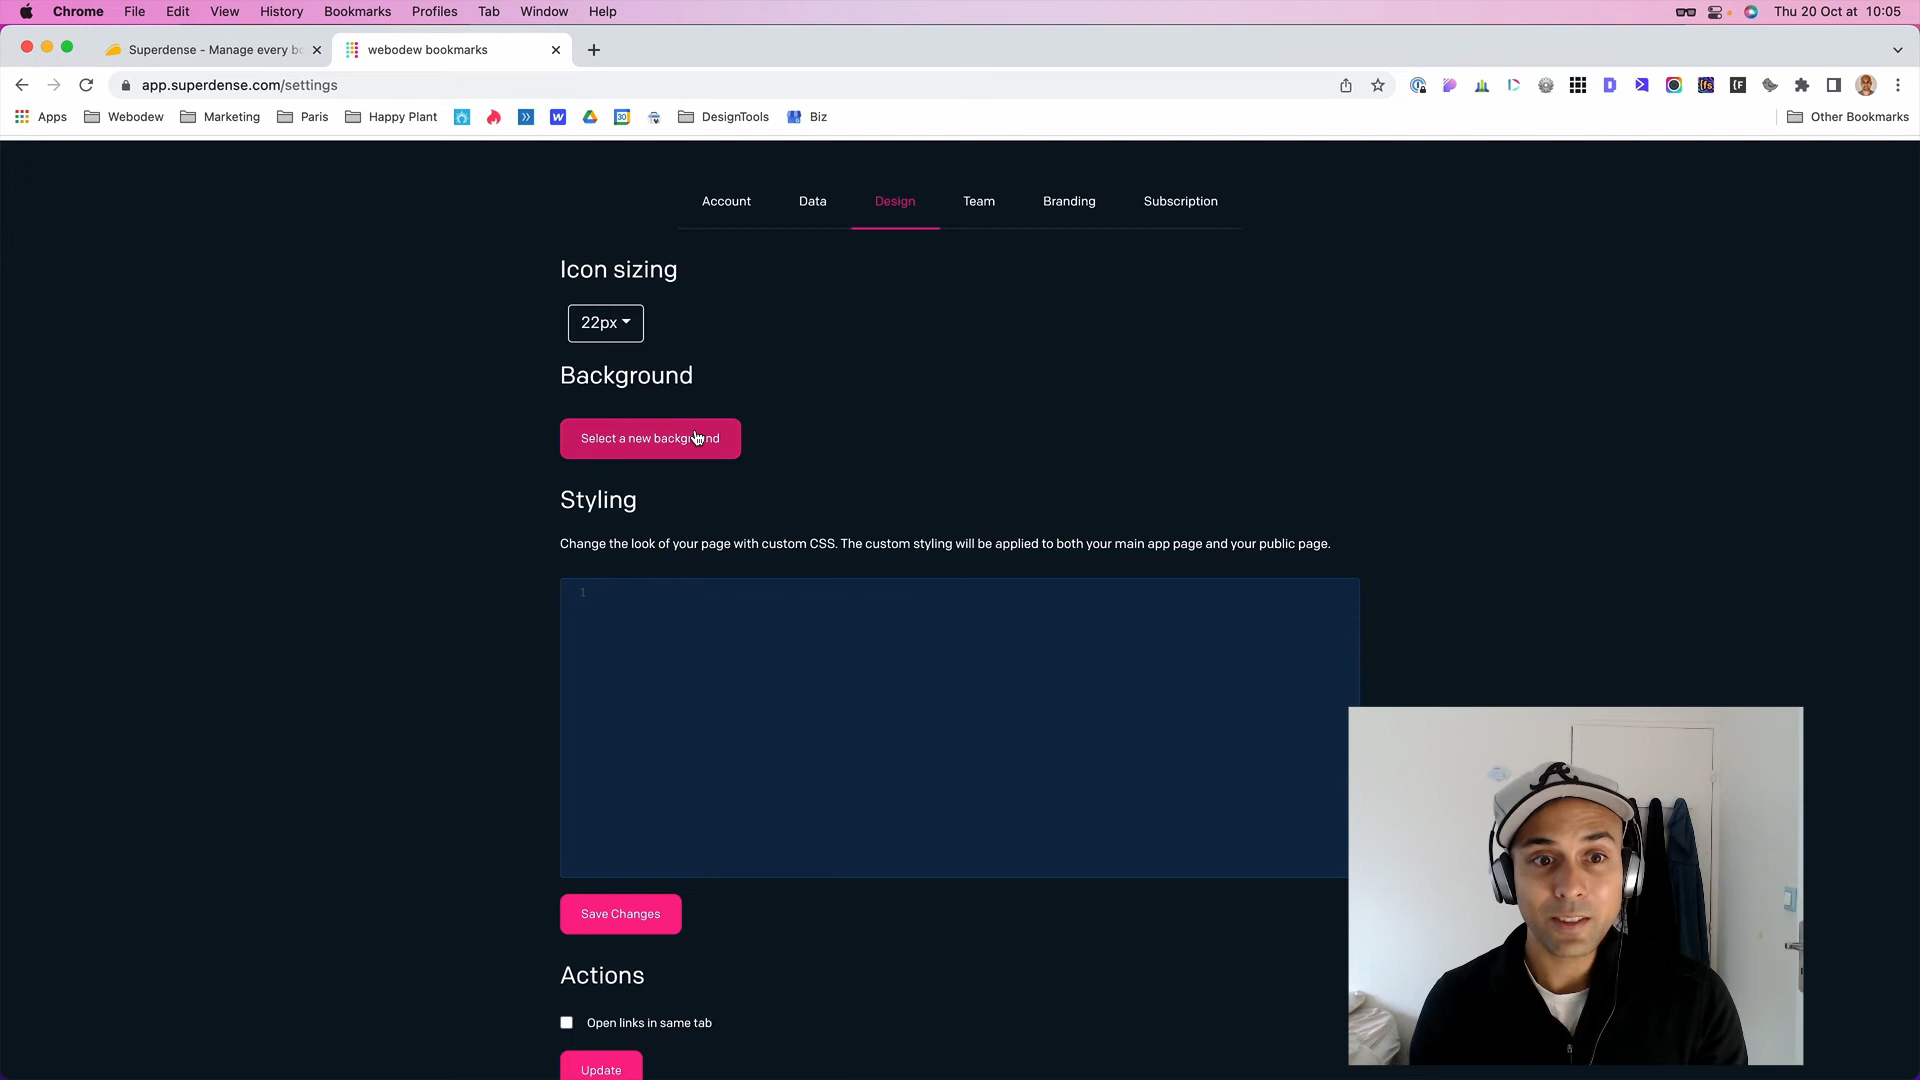 Chrome File Edit View History Bookmarks Profiles Tab Window Help Thu 20 Oct at 10:05
Superdense - Manage every bo webodew bookmarks
app.superdense.com/settings
Apps Webodew Marketing Paris Happy Plant 30 W DesignTools Biz Other Bookmarks
Account Data Design Team Branding Subscription
Icon sizing
22px
Background
Select a new background
Styling
Change the look of your page with custom CSS. The custom styling will be applied to both your main app page and your public page.
1
Save Changes
Actions
Open links in same tab
Update